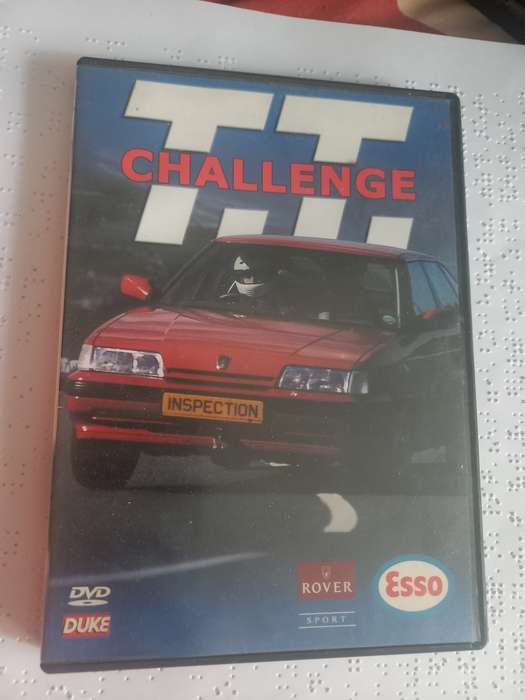 T.T.
CHALLENGE
INSPECTION
DVD
DUKE
ROVER
SPORT
Esso